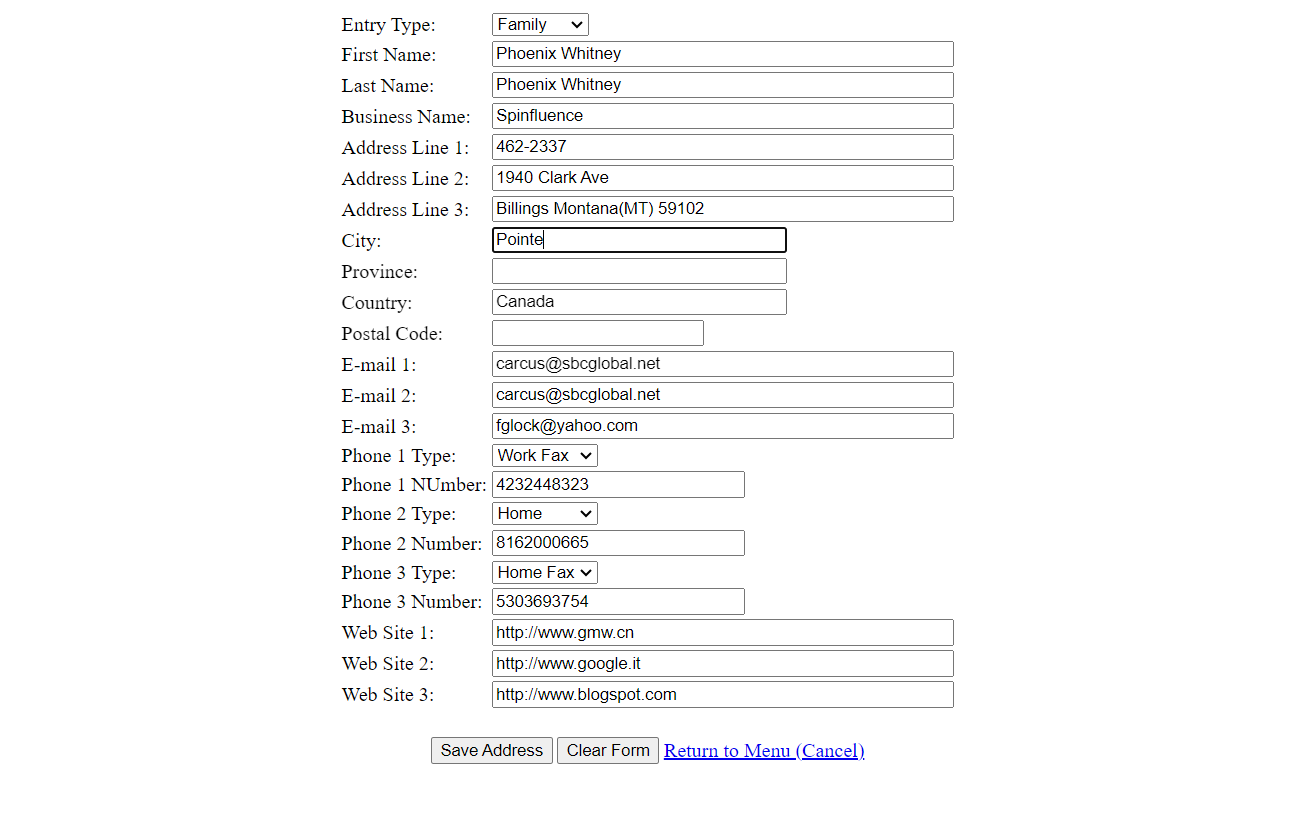 Entry Type: Family
First Name: Phoenix Whitney
Last Name: Phoenix Whitney
Business Name: Spinfluence
Address Line 1: 462-2337
Address Line 2: 1940 Clark Ave
Address Line 3: Billings Montana(MT) 59102
City: Pointe
Province:
Country: Canada
Postal Code:
E-mail 1: carcus@sbcglobal.net
E-mail 2: carcus@sbcglobal.net
E-mail 3: fglock@yahoo.com
Phone 1 Type: Work Fax
Phone 1 NUmber: 4232448323
Phone 2 Type: Home
Phone 2 Number: 8162000665
Phone 3 Type: Home Fax
Phone 3 Number: 5303693754
Web Site 1: http://www.gmw.cn
Web Site 2: http://www.google.it
Web Site 3: http://www.blogspot.com
Save Address Clear Form Return to Menu (Cancel)